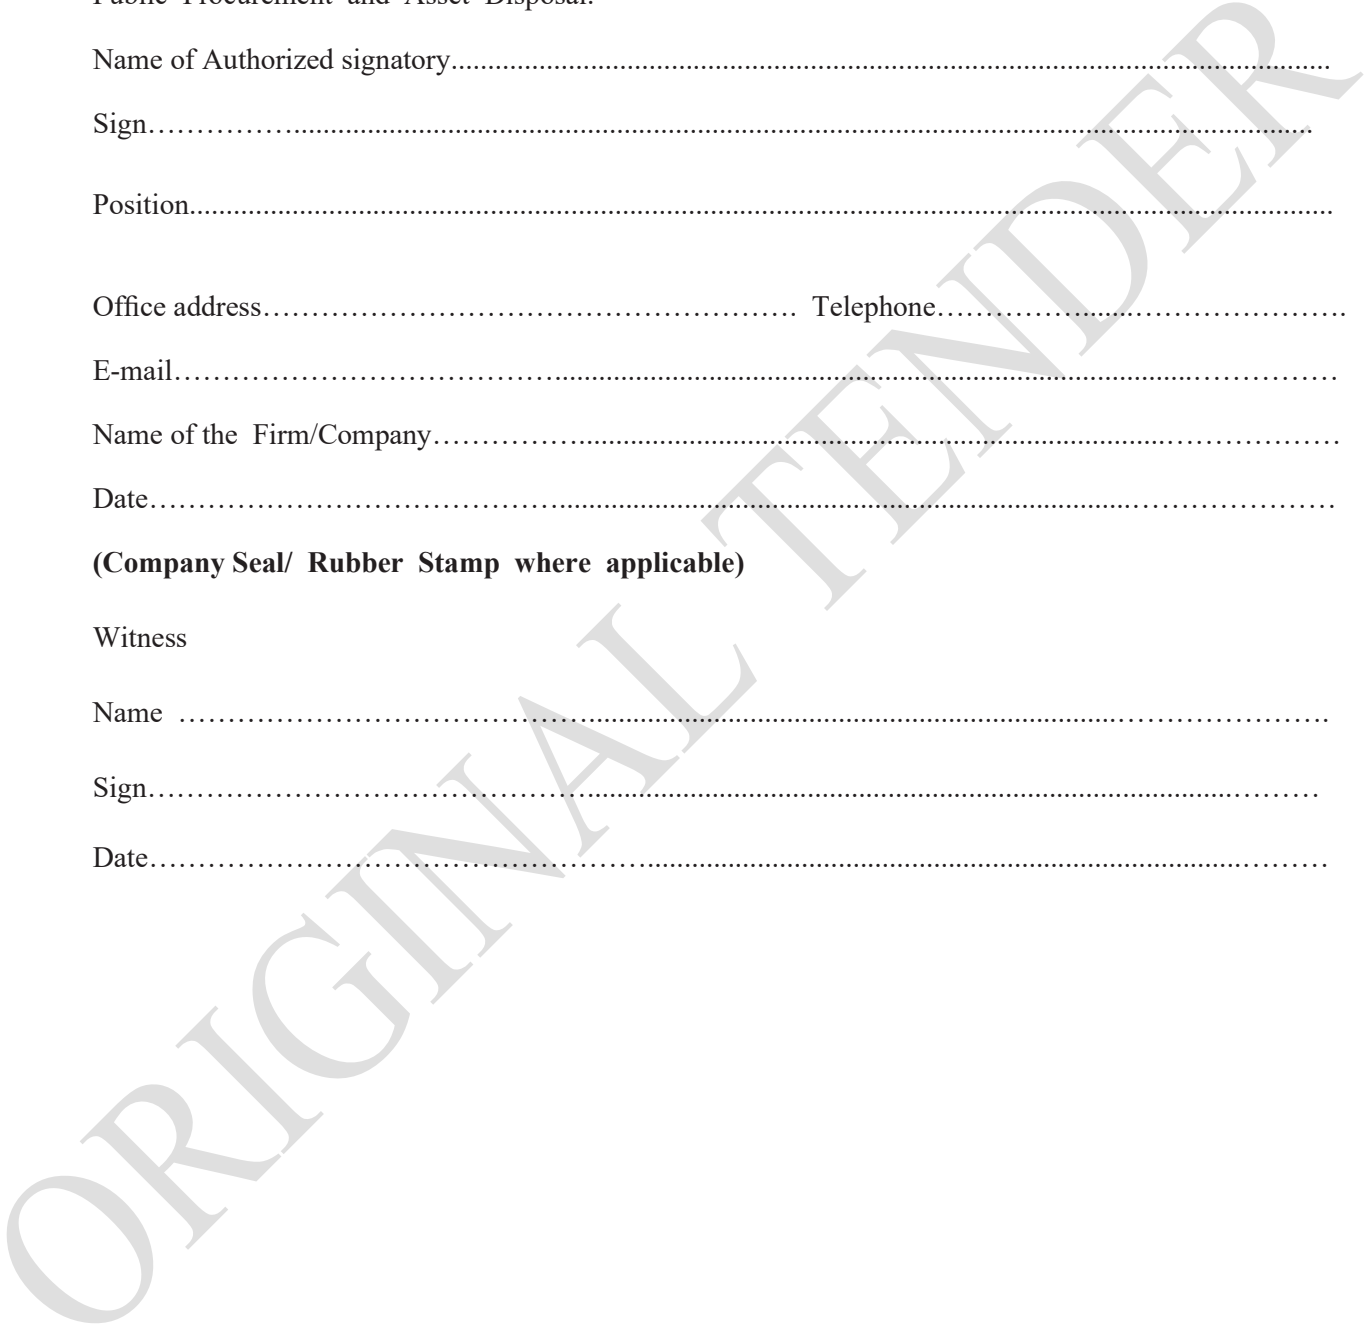 Public Procurement and Asset Disposal.
Name of Authorized signatory..........................................................................................................................
Sign……………...........................................................................................................................................
Position...............................................................................................................................................................
Office address………………………………………………. Telephone…………………………………….
E-mail…………………………………...........................................................................................……………
Name of the Firm/Company……………..................................................................................………………
Date……………………………………..............................................................................…………………
(Company Seal/ Rubber Stamp where applicable)
Witness
Name ……………………………………..........................................................................………………….
Sign………………………………………..........................................................................................………
Date……………………………………………...................................................................................………
ORIGINAL TENDER